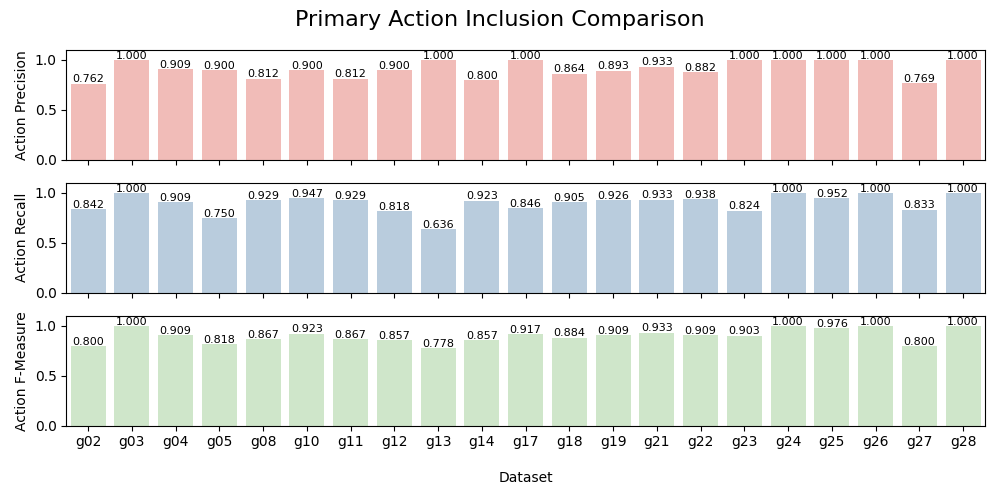 Primary Action Inclusion Comparison
Action Precision
1.0
0.5
0.0
0.762 1.000 0.909 0.900 0.812 0.900 0.812 0.900 1.000 0.800 1.000 0.864 0.893 0.933 0.882 1.000 1.000 1.000 1.000 0.769 1.000
Action Recall
1.0
0.5
0.0
0.842 1.000 0.909 0.750 0.929 0.947 0.929 0.818 0.636 0.923 0.846 0.905 0.926 0.933 0.938 0.824 1.000 0.952 1.000 0.833 1.000
Action F-Measure
1.0
0.5
0.0
0.800 1.000 0.909 0.818 0.867 0.923 0.867 0.857 0.778 0.857 0.917 0.884 0.909 0.933 0.909 0.903 1.000 0.976 1.000 0.800 1.000
g02 g03 g04 g05 g08 g10 g11 g12 g13 g14 g17 g18 g19 g21 g22 g23 g24 g25 g26 g27 g28
Dataset